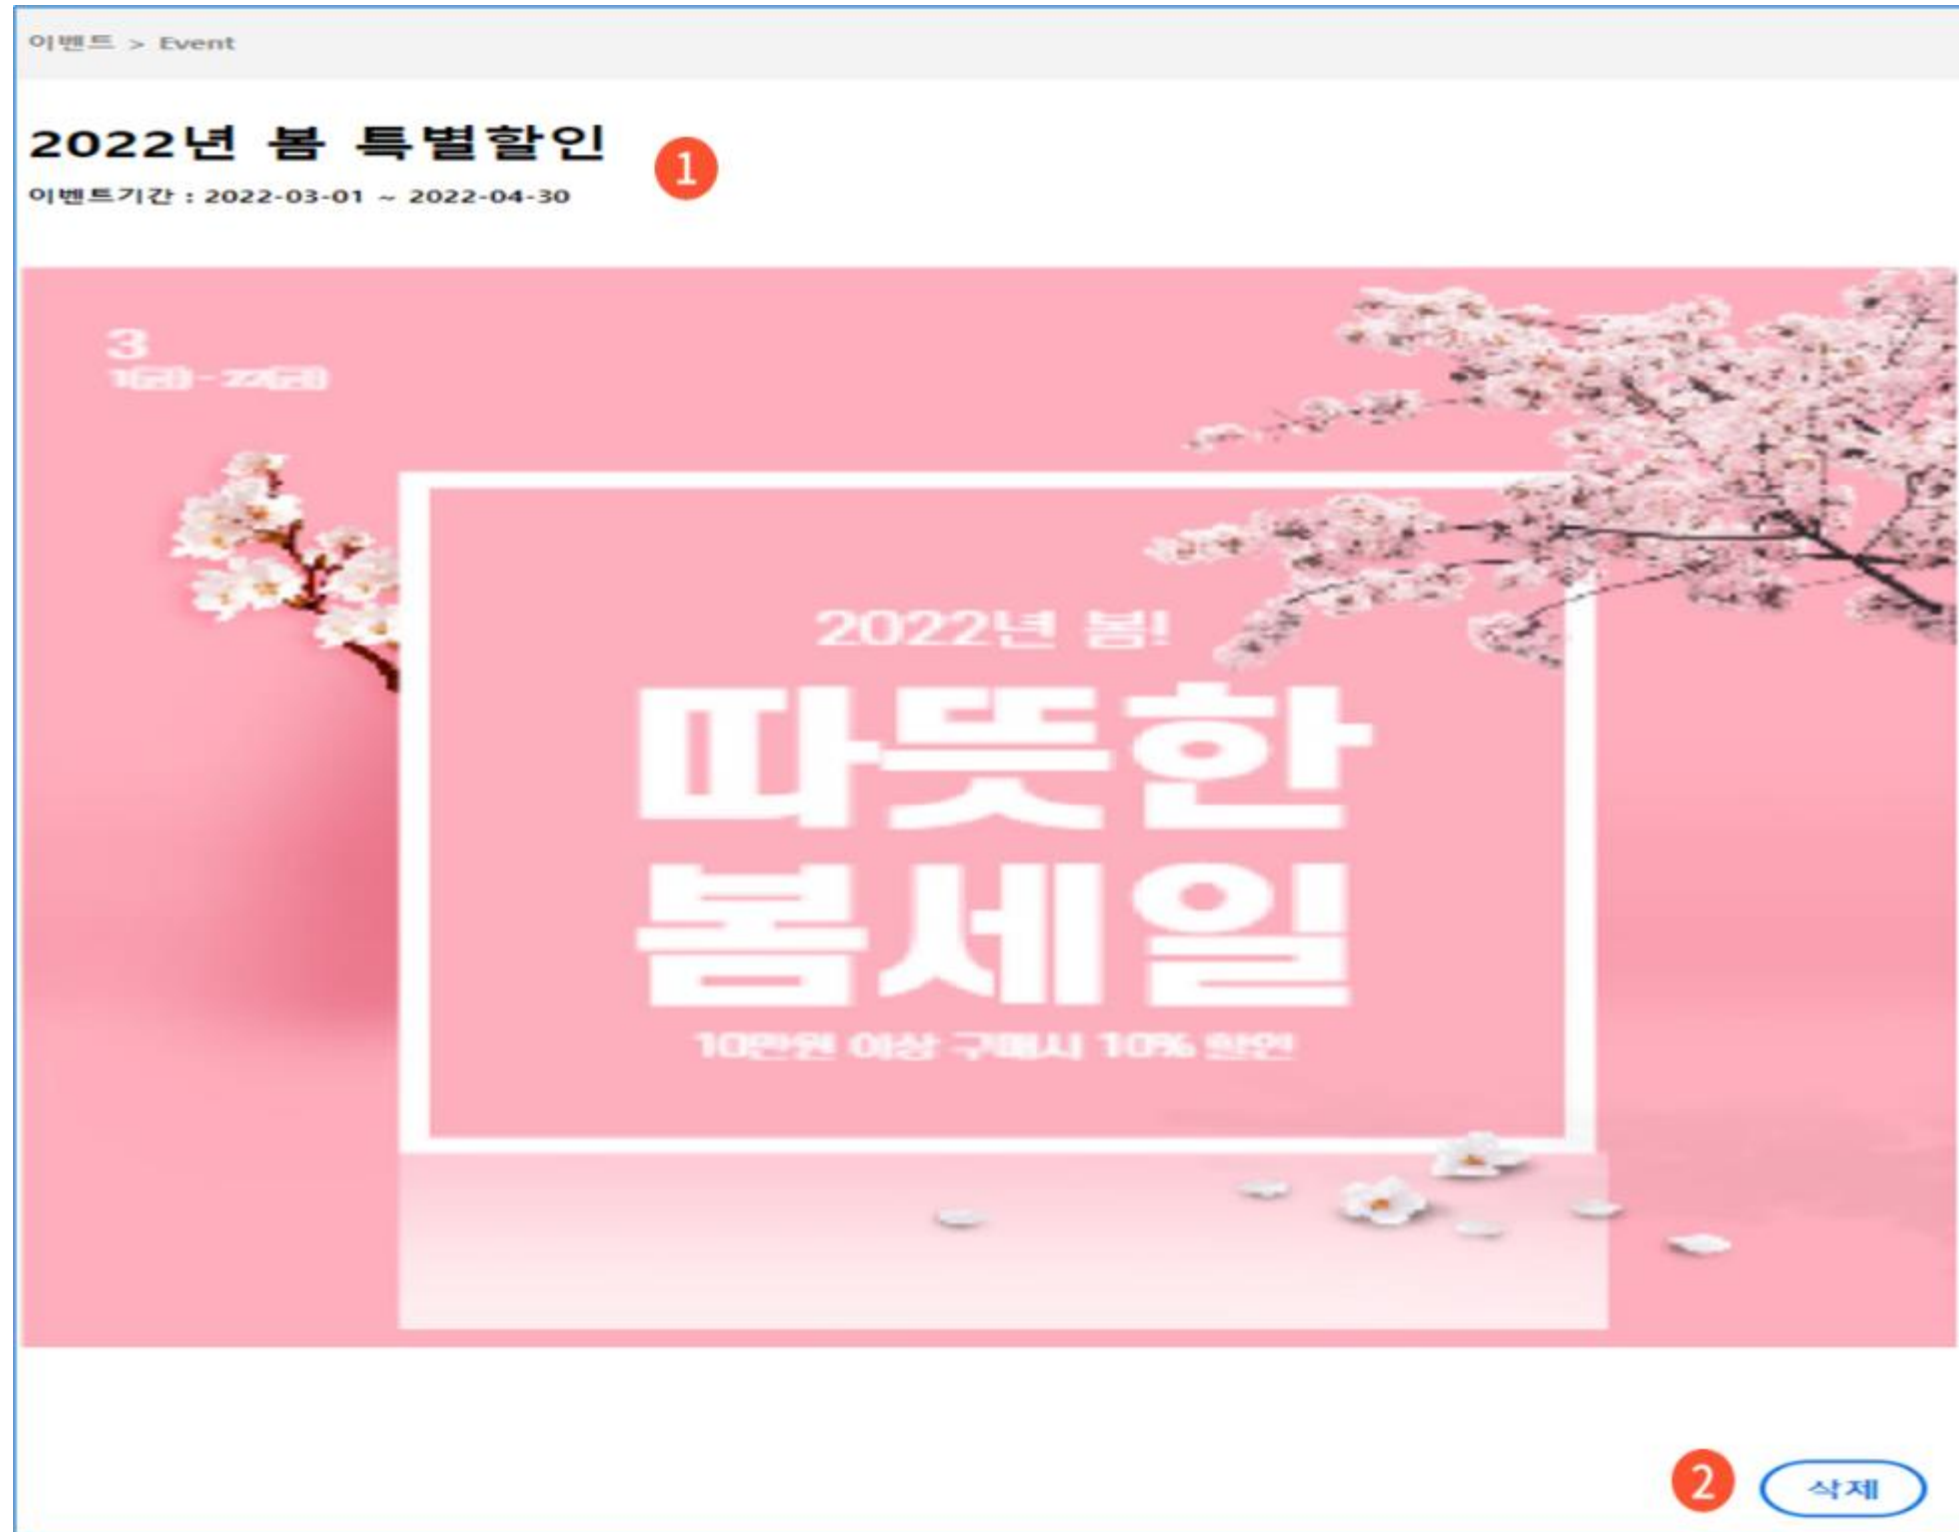 이벤트 > Event
2022년 봄 특별할인
1
이벤트기간 : 2022-03-01 ~ 2022-04-30
3
2022년 봄!
따뜻한
봄세일
10만원 이상 구매시 10% 할인
2
삭제